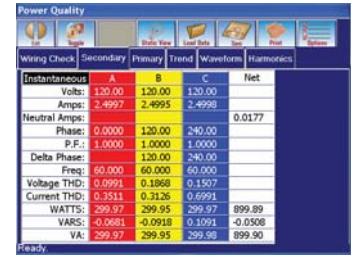 Power Quality
List Toggle Static View Load Data Save Print Options
Wiring Check Secondary Primary Trend Waveform Harmonics
Instantaneous A B C Net
Volts: 120.00 120.00 120.00
Amps: 2.4997 2.4995 2.4998
Neutral Amps: 0.0177
Phase: 0.0000 120.00 240.00
P.F.: 1.0000 1.0000 1.0000
Delta Phase: 120.00 240.00
Freq: 60.000 60.000 60.000
Voltage THD: 0.0991 0.1868 0.1507
Current THD: 0.3511 0.3126 0.6991
WATTS: 299.97 299.95 299.97 899.89
VARS: -0.0681 -0.0918 0.1091 -0.0508
VA: 299.97 299.95 299.98 899.90
Ready.